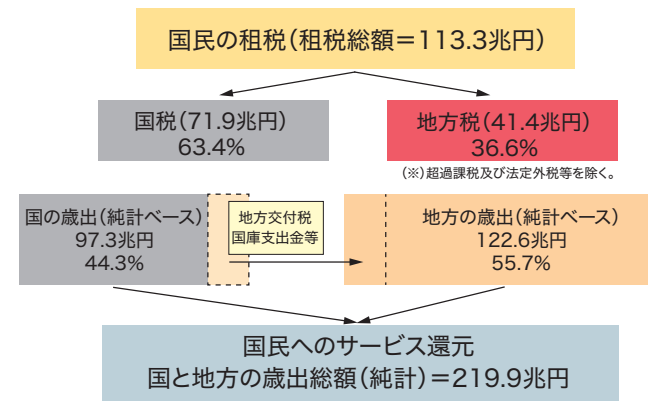 国民の租税(租税総額＝113.3兆円)
国税(71.9兆円)
63.4%
地方税(41.4兆円)
36.6%
(※)超過課税及び法定外税等を除く。
国の歳出(純計ベース)
97.3兆円
44.3%
地方交付税
国庫支出金等
地方の歳出(純計ベース)
122.6兆円
55.7%
国民へのサービス還元
国と地方の歳出総額(純計)＝219.9兆円